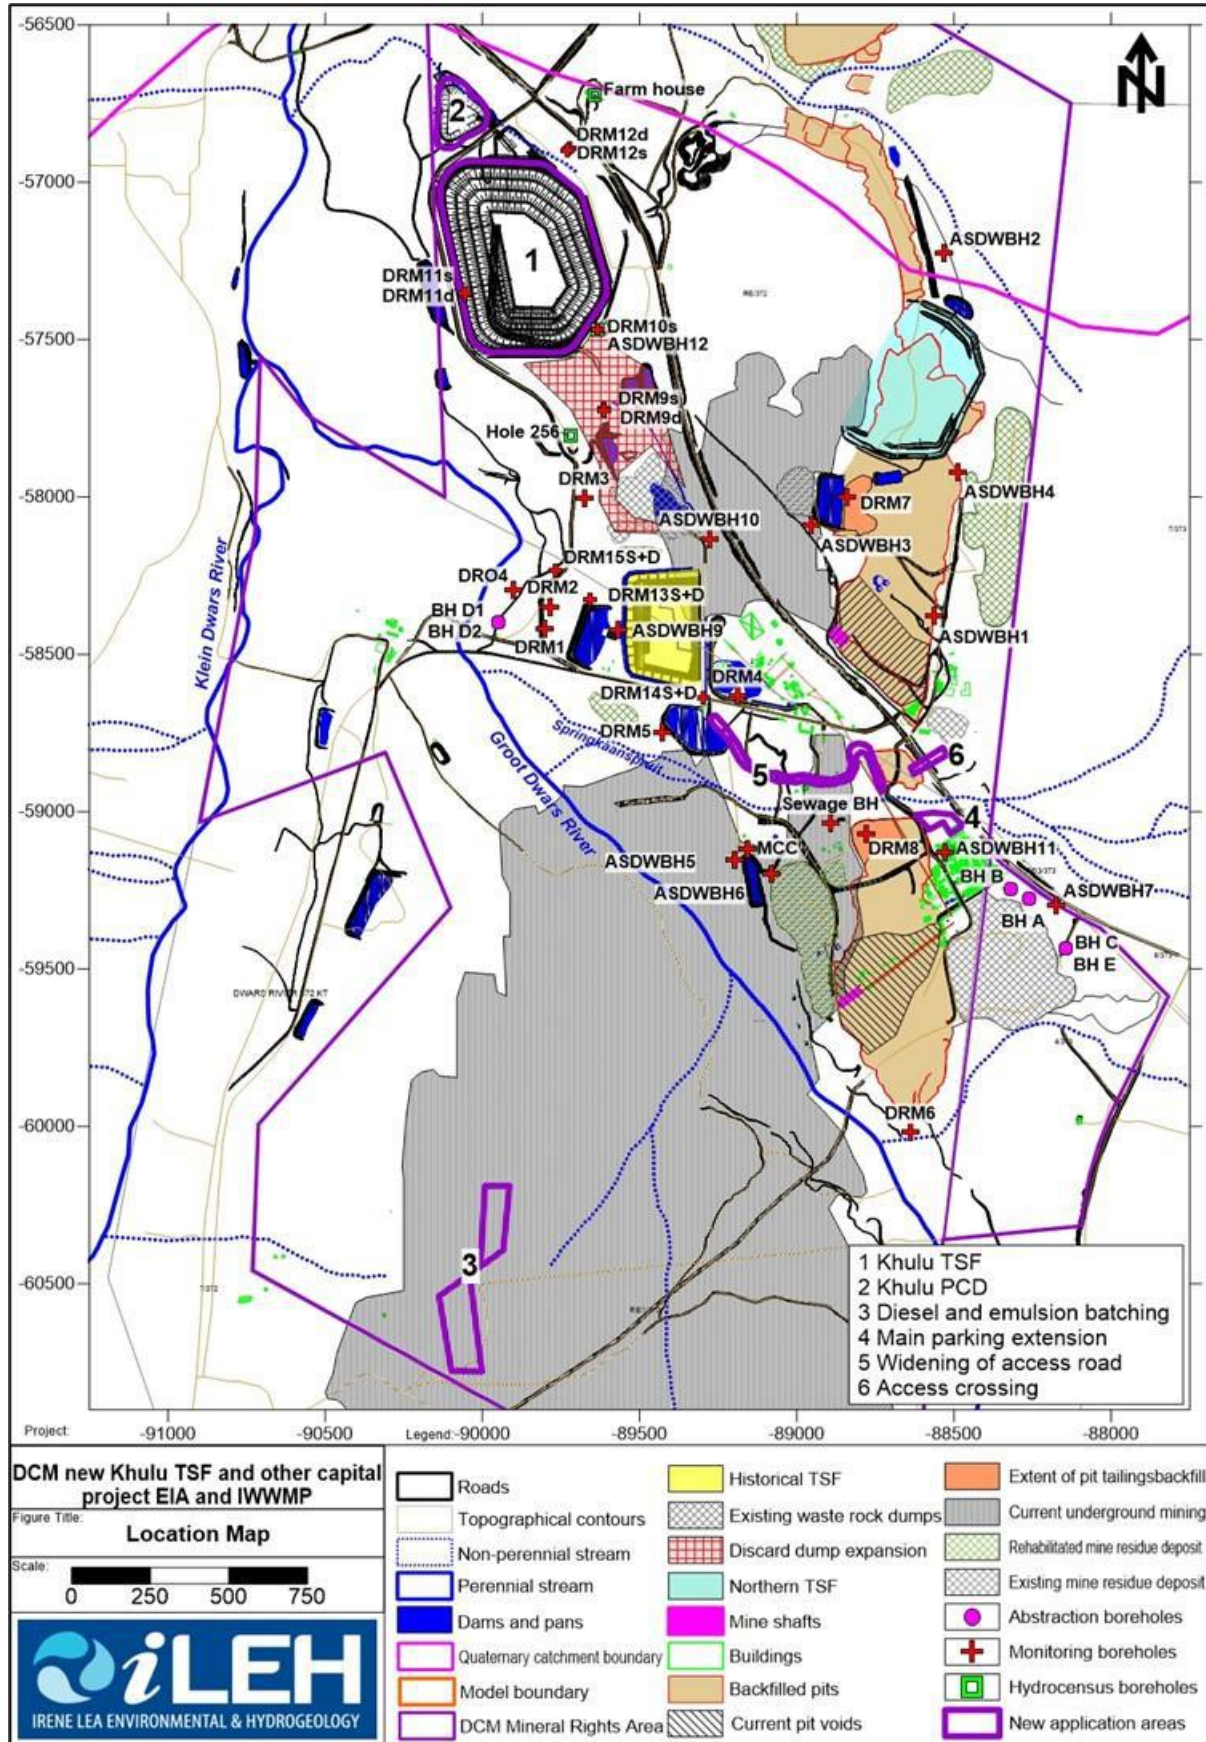 -56500
2
Farm house
DRM12d
DRM12s
N
-57000
ASDWBH2
1
DRM11s
DRM11d
RE/372
-57500
DRM10s
ASDWBH12
DRM9s
DRM9d
Hole 256
-58000
DRM3
DRM7
ASDWBH4
ASDWBH10
ASDWBH3
7/373
DRM15S+D
DRO4
DRM2
DRM13S+D
BH D1
BH D2
ASDWBH9
ASDWBH1
DRM1
-58500
Klein Dwars River
DRM4
DRM14S+D
DRM5
Springkaanspruit
6
5
Groot Dwars River
-59000
Sewage BH
4
MCC
DRM8
ASDWBH11
ASDWBH5
BH B
ASDWBH7
ASDWBH6
BH A
BH C
BH E
-59500
DWARS RIVER 372 KT
-60000
DRM6
3
-60500
7/372
1 Khulu TSF
2 Khulu PCD
3 Diesel and emulsion batching
4 Main parking extension
5 Widening of access road
6 Access crossing
-91000 -90500 -90000 -89500 -89000 -88500 -88000
Project:
Legend:
DCM new Khulu TSF and other capital
project EIA and IWWMP
Figure Title:
Location Map
Scale:
0 250 500 750
iLEH
IRENE LEA ENVIRONMENTAL & HYDROGEOLOGY
Roads
Topographical contours
Non-perennial stream
Perennial stream
Dams and pans
Quaternary catchment boundary
Model boundary
DCM Mineral Rights Area
Historical TSF
Existing waste rock dumps
Discard dump expansion
Northern TSF
Mine shafts
Buildings
Backfilled pits
Current pit voids
Extent of pit tailingsbackfill
Current underground mining
Rehabilitated mine residue deposit
Existing mine residue deposit
Abstraction boreholes
Monitoring boreholes
Hydrocensus boreholes
New application areas